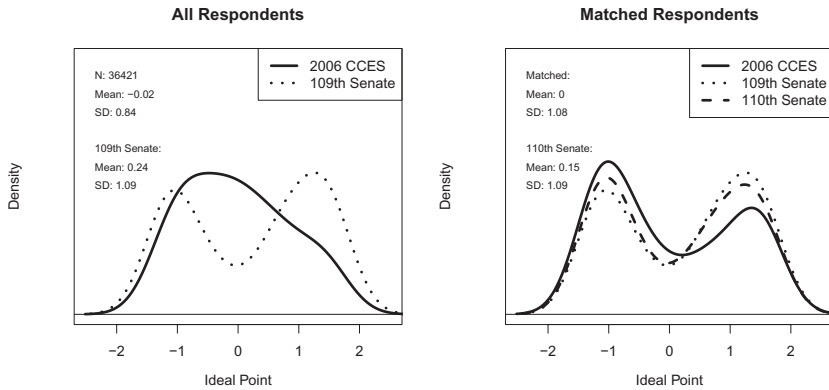 All Respondents
N: 36421
Mean: −0.02
SD: 0.84
109th Senate:
Mean: 0.24
SD: 1.09
2006 CCES
109th Senate
Density
−2 −1 0 1 2
Ideal Point
Matched Respondents
Matched:
Mean: 0
SD: 1.08
110th Senate:
Mean: 0.15
SD: 1.09
2006 CCES
109th Senate
110th Senate
Density
−2 −1 0 1 2
Ideal Point